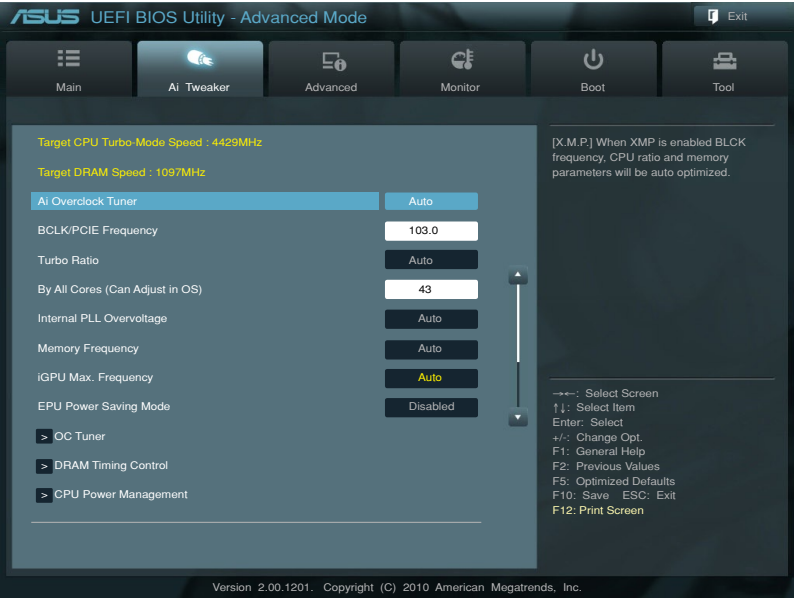 ASUS UEFI BIOS Utility - Advanced Mode
Exit
Main
Ai Tweaker
Advanced
Monitor
Boot
Tool
Target CPU Turbo-Mode Speed : 4429MHz
Target DRAM Speed : 1097MHz
Ai Overclock Tuner Auto
BCLK/PCIE Frequency 103.0
Turbo Ratio Auto
By All Cores (Can Adjust in OS) 43
Internal PLL Overvoltage Auto
Memory Frequency Auto
iGPU Max. Frequency Auto
EPU Power Saving Mode Disabled
> OC Tuner
> DRAM Timing Control
> CPU Power Management
[X.M.P.] When XMP is enabled BLCK
frequency, CPU ratio and memory
parameters will be auto optimized.
→←: Select Screen
↑↓: Select Item
Enter: Select
+/-: Change Opt.
F1: General Help
F2: Previous Values
F5: Optimized Defaults
F10: Save ESC: Exit
F12: Print Screen
Version 2.00.1201. Copyright (C) 2010 American Megatrends, Inc.